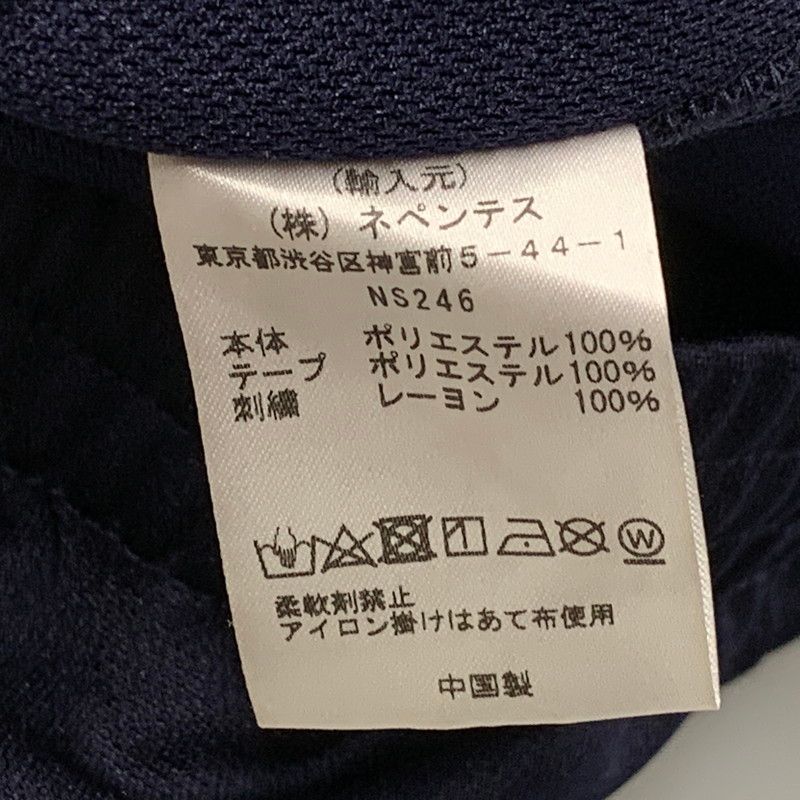 (輸入元)
(株) ネペンテス
東京都渋谷区神宮前5-44-1
NS246
本体 ポリエステル100%
テープ ポリエステル100%
刺繍 レーヨン 100%
W
柔軟剤禁止
アイロン掛けはあて布使用
中国製